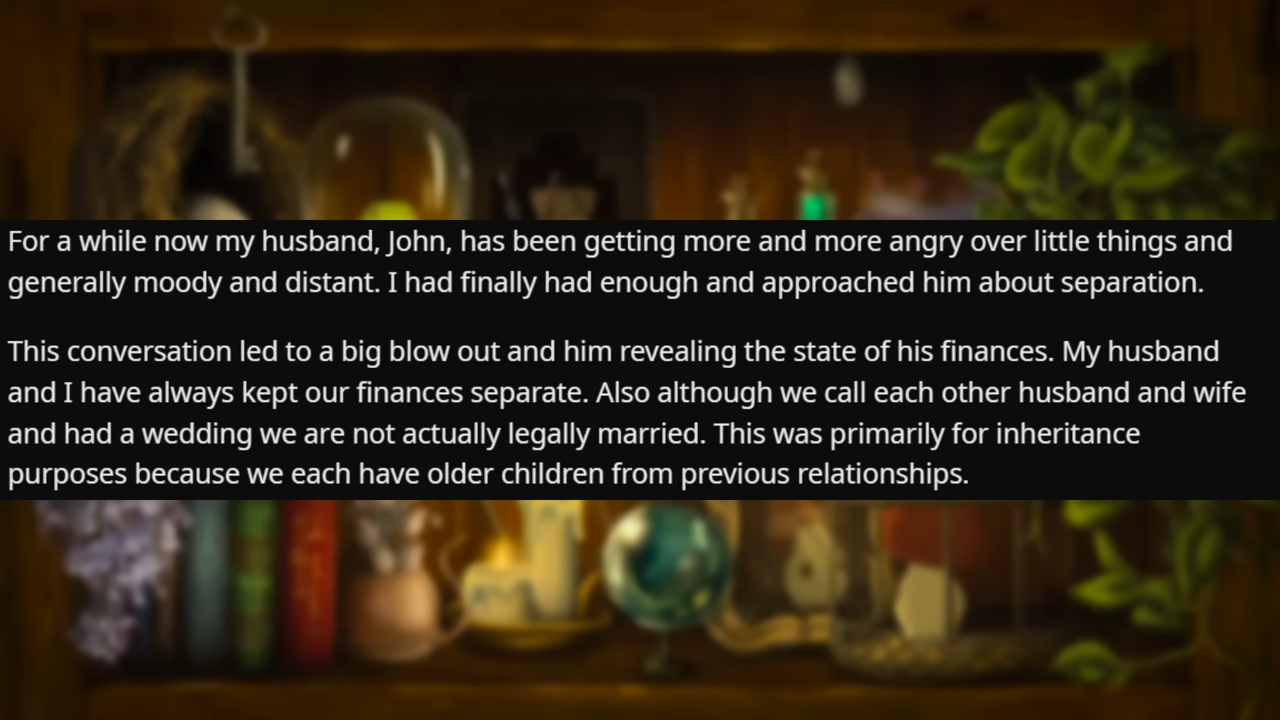 For a while now my husband, John, has been getting more and more angry over little things and
generally moody and distant. I had finally had enough and approached him about separation.
This conversation led to a big blow out and him revealing the state of his finances. My husband
and I have always kept our finances separate. Also although we call each other husband and wife
and had a wedding we are not actually legally married. This was primarily for inheritance
purposes because we each have older children from previous relationships.